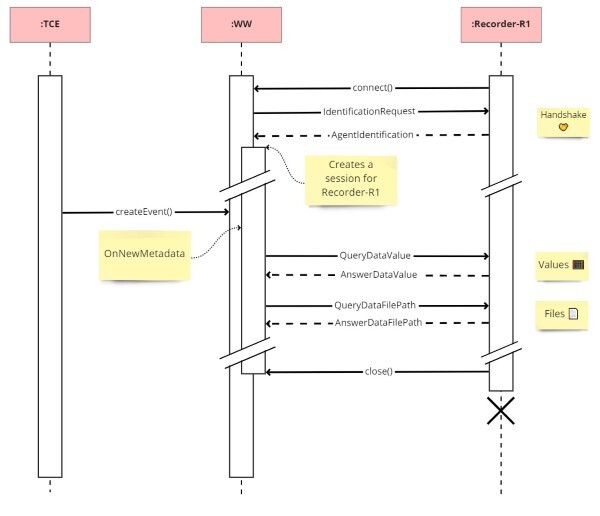 :TCE
:WW
:Recorder-R1
connect()
IdentificationRequest
Handshake
AgentIdentification
Creates a
session for
Recorder-R1
createEvent()
OnNewMetadata
QueryDataValue
Values
AnswerDataValue
QueryDataFilePath
Files
AnswerDataFilePath
close()